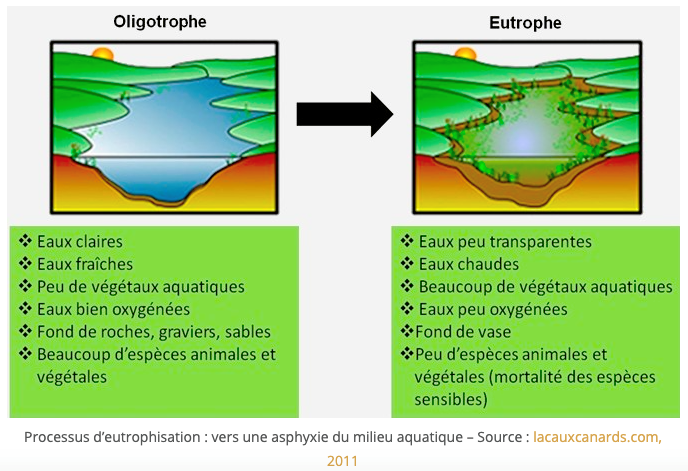 Oligotrophe
Eutrophe
❖ Eaux claires
❖ Eaux fraîches
❖ Peu de végétaux aquatiques
❖ Eaux bien oxygénées
❖ Fond de roches, graviers, sables
❖ Beaucoup d'espèces animales et
végétales
❖ Eaux peu transparentes
❖ Eaux chaudes
❖ Beaucoup de végétaux aquatiques
❖ Eaux peu oxygénées
❖Fond de vase
❖Peu d'espèces animales et
végétales (mortalité des espèces
sensibles)
Processus d'eutrophisation : vers une asphyxie du milieu aquatique – Source : lacauxcanards.com,
2011